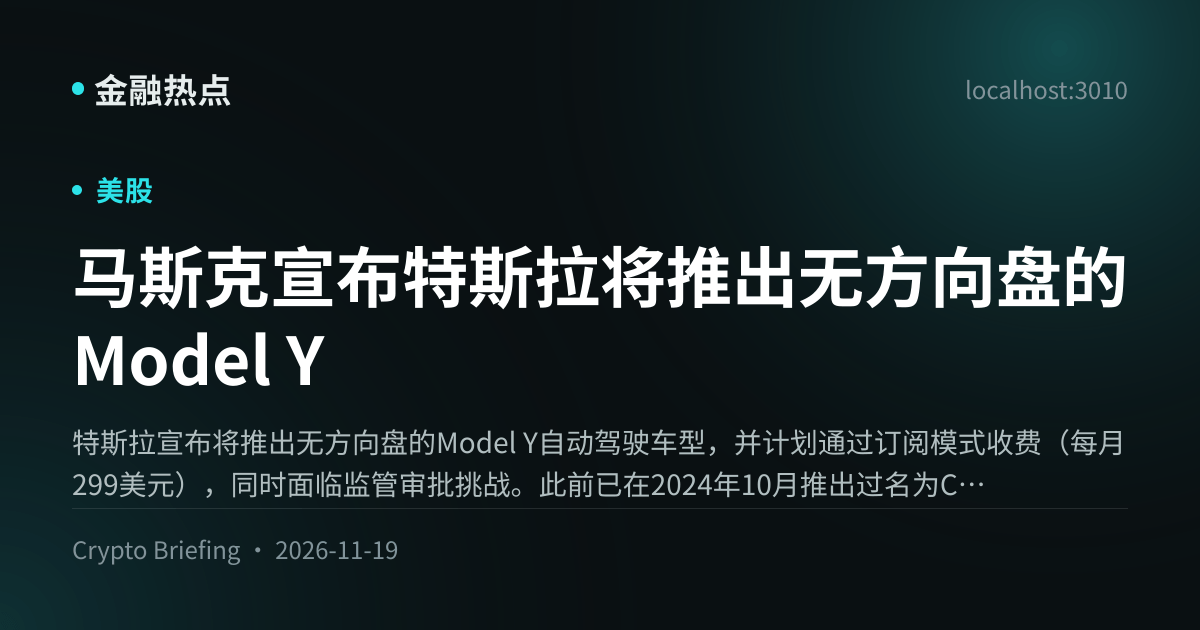 金融热点
localhost:3010
美股
马斯克宣布特斯拉将推出无方向盘的
Model Y
特斯拉宣布将推出无方向盘的Model Y自动驾驶车型，并计划通过订阅模式收费（每月
299美元），同时面临监管审批挑战。此前已在2024年10月推出过名为C…
Crypto Briefing · 2026-11-19